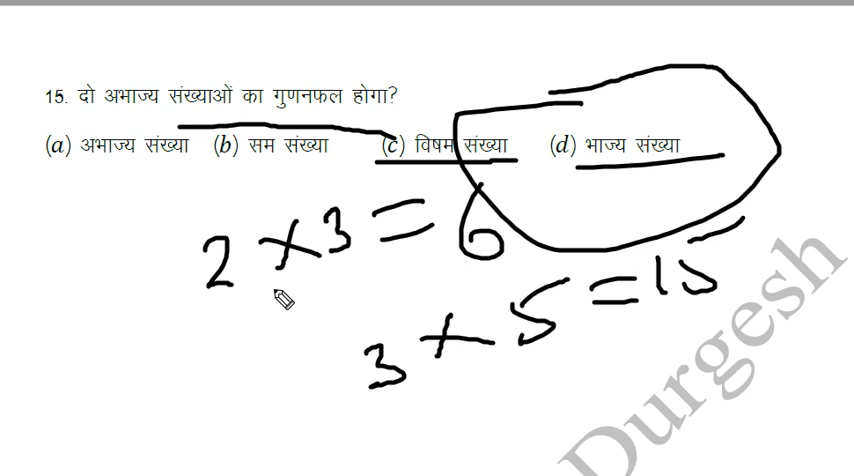 15. दो अभाज्य संख्याओं का गुणनफल होगा?
(a) अभाज्य संख्या (b) सम संख्या (c) विषम संख्या (d) भाज्य संख्या
2 × 3 = 6
3 × 5 = 15
Durgesh